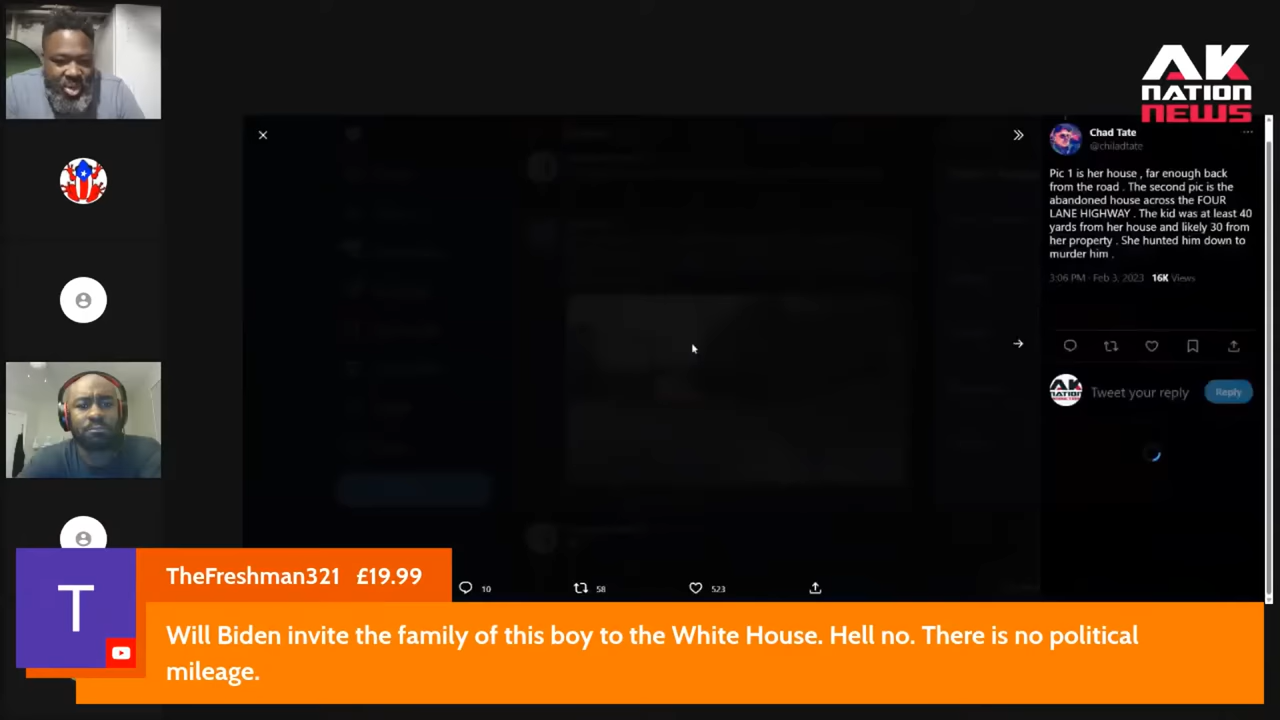 AK
NATION
NEWS
Chad Tate
@chiladtate
Pic 1 is her house , far enough back
from the road . The second pic is the
abandoned house across the FOUR
LANE HIGHWAY . The kid was at least 40
yards from her house and likely 30 from
her property . She hunted him down to
murder him .
3:06 PM · Feb 3, 2023 16K Views
AK
NATION
Tweet your reply
Reply
10 58 523
T
TheFreshman321 £19.99
Will Biden invite the family of this boy to the White House. Hell no. There is no political
mileage.